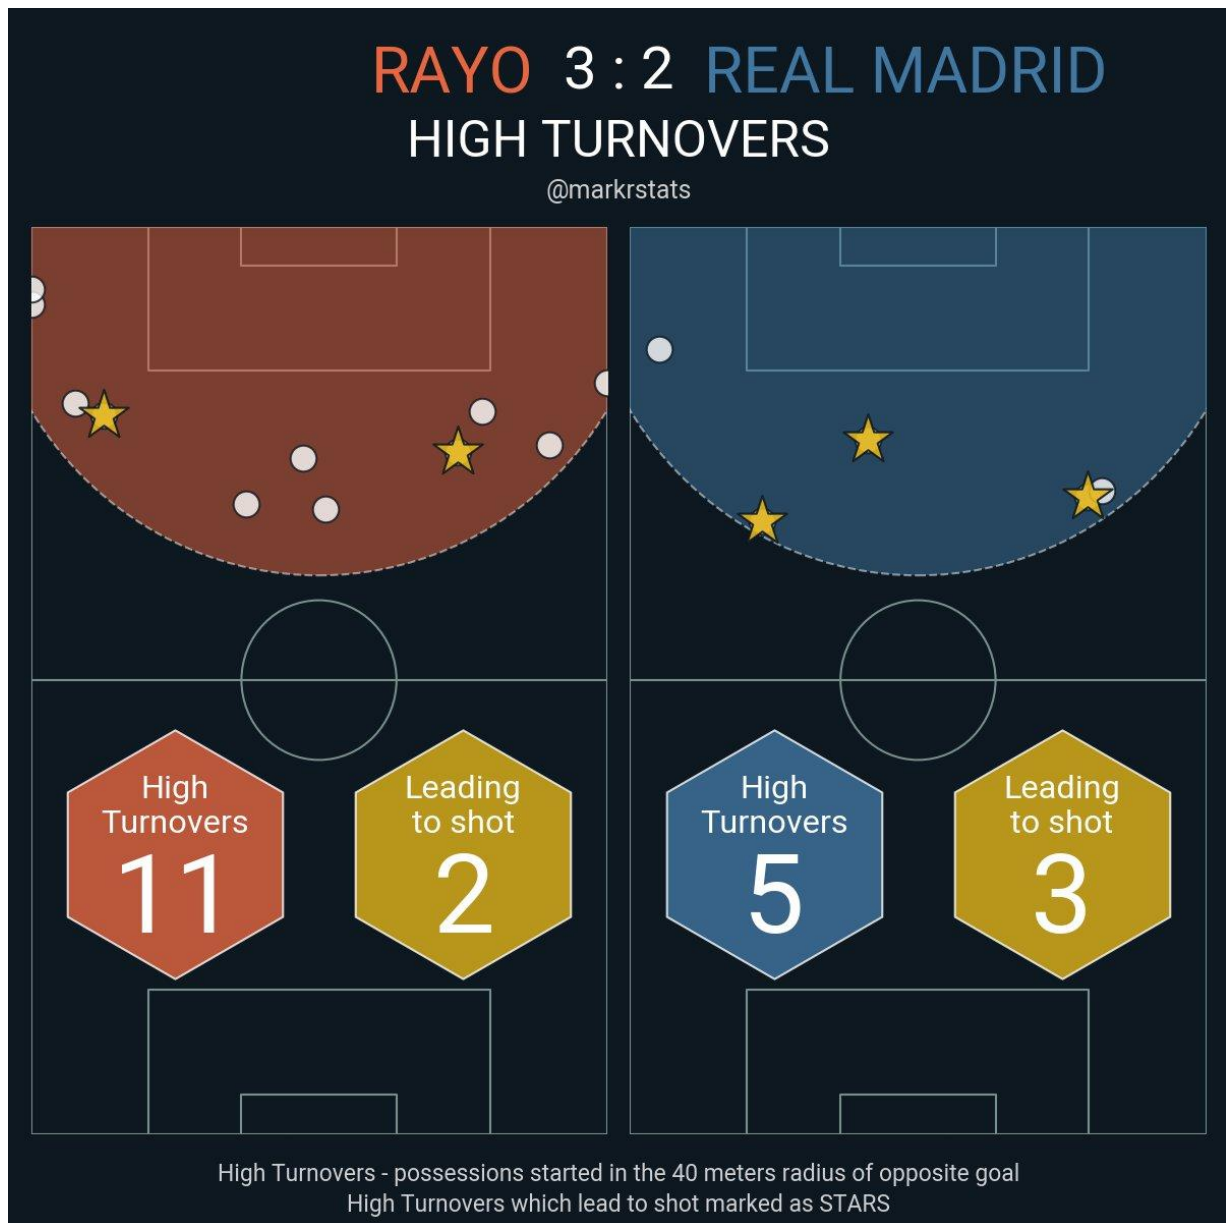 RAYO 3 : 2 REAL MADRID
HIGH TURNOVERS
@markrstats
High
Turnovers
11
Leading
to shot
2
High
Turnovers
5
Leading
to shot
3
High Turnovers - possessions started in the 40 meters radius of opposite goal
High Turnovers which lead to shot marked as STARS